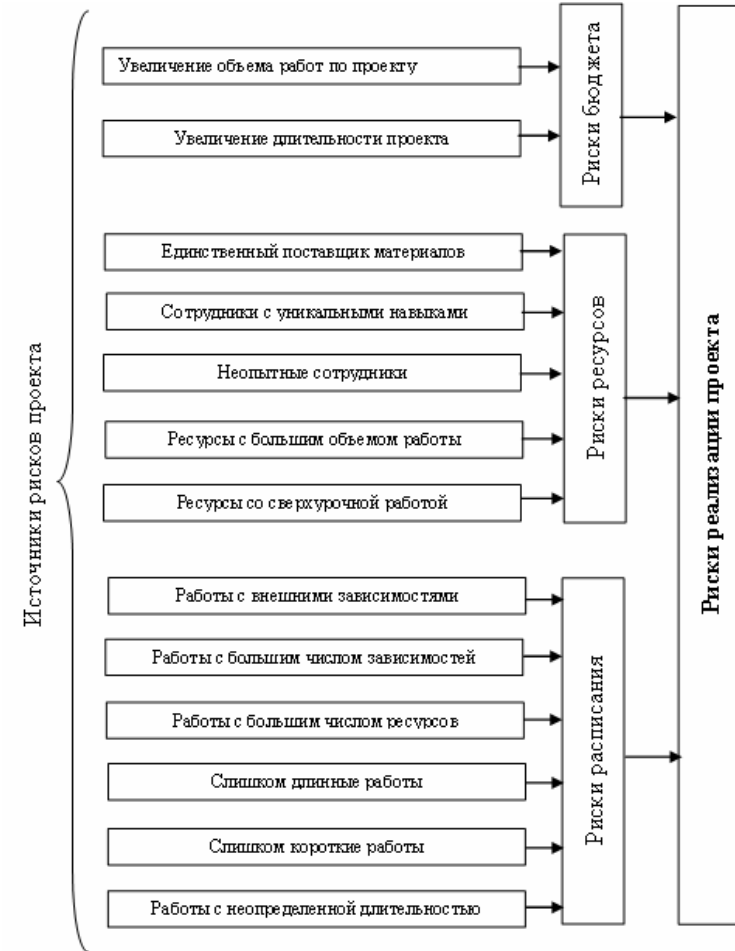 Источники рисков проекта
Увеличение объема работ по проекту
Увеличение длительности проекта
Риски бюджета
Единственный поставщик материалов
Сотрудники с уникальными навыками
Неопытные сотрудники
Ресурсы с большим объемом работы
Ресурсы со сверхурочной работой
Риски ресурсов
Работы с внешними зависимостями
Работы с большим числом зависимостей
Работы с большим числом ресурсов
Слишком длинные работы
Слишком короткие работы
Работы с неопределенной длительностью
Риски расписания
Риски реализации проекта